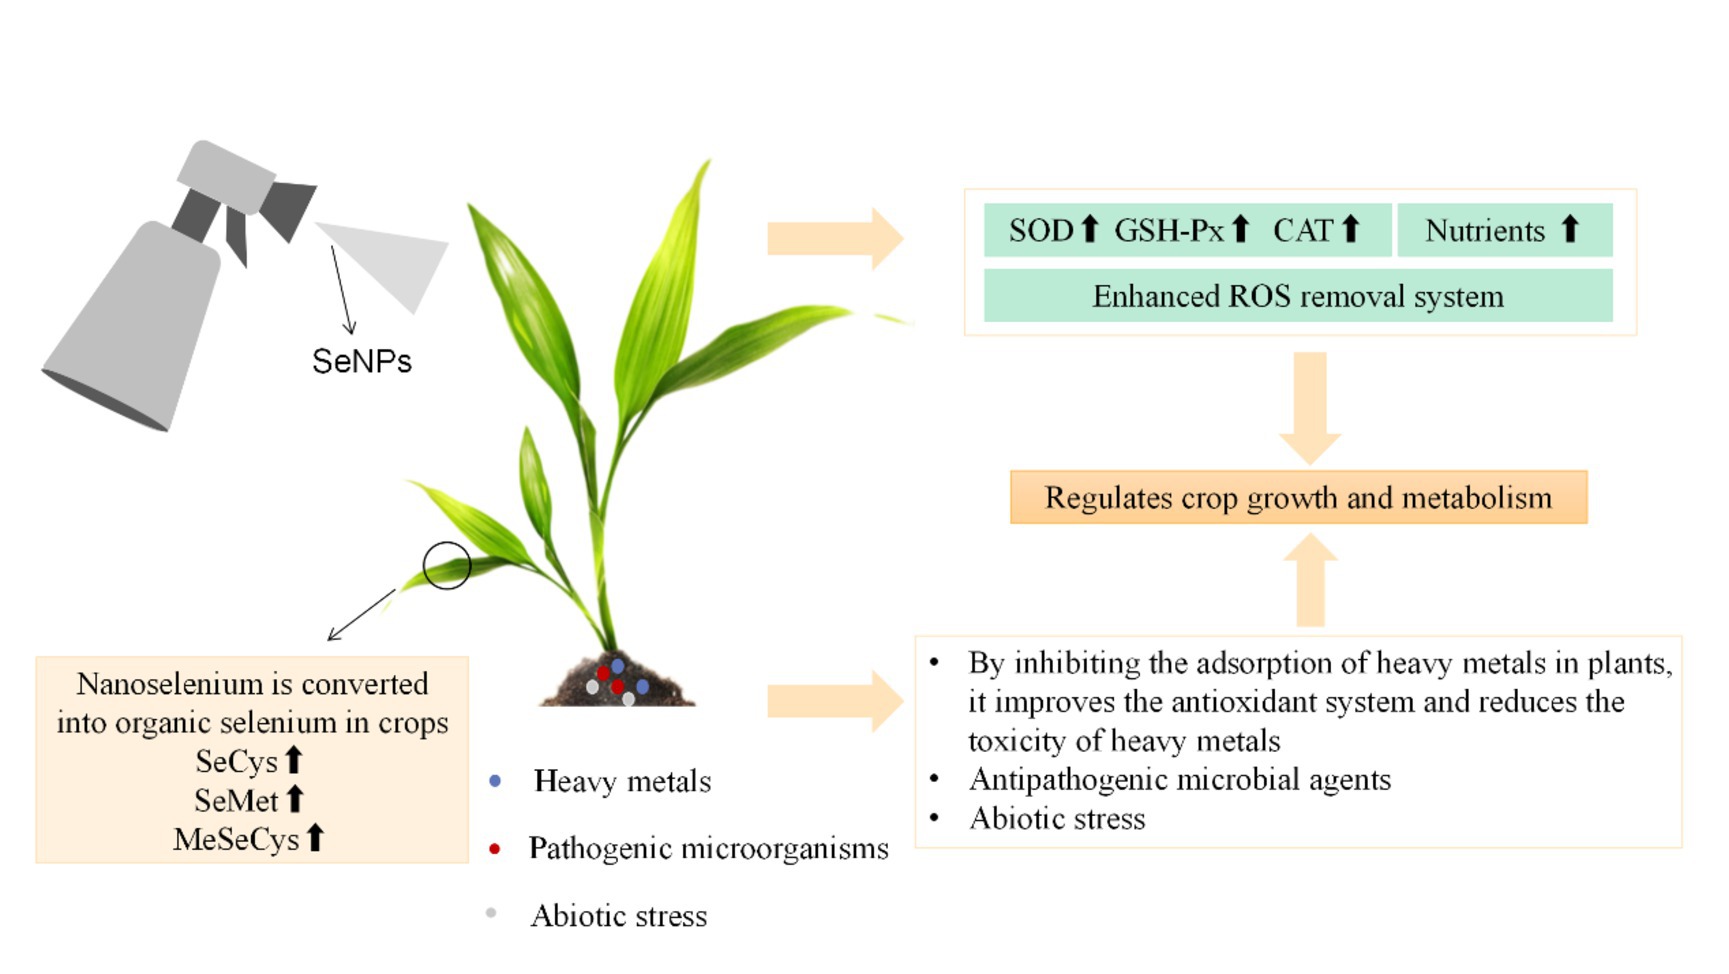 SeNPs
SOD⬆ GSH-Px⬆ CAT⬆
Nutrients ⬆
Enhanced ROS removal system
Regulates crop growth and metabolism
Nanoselenium is converted
into organic selenium in crops
SeCys⬆
SeMet⬆
MeSeCys⬆
Heavy metals
Pathogenic microorganisms
Abiotic stress
• By inhibiting the adsorption of heavy metals in plants,
it improves the antioxidant system and reduces the
toxicity of heavy metals
• Antipathogenic microbial agents
• Abiotic stress